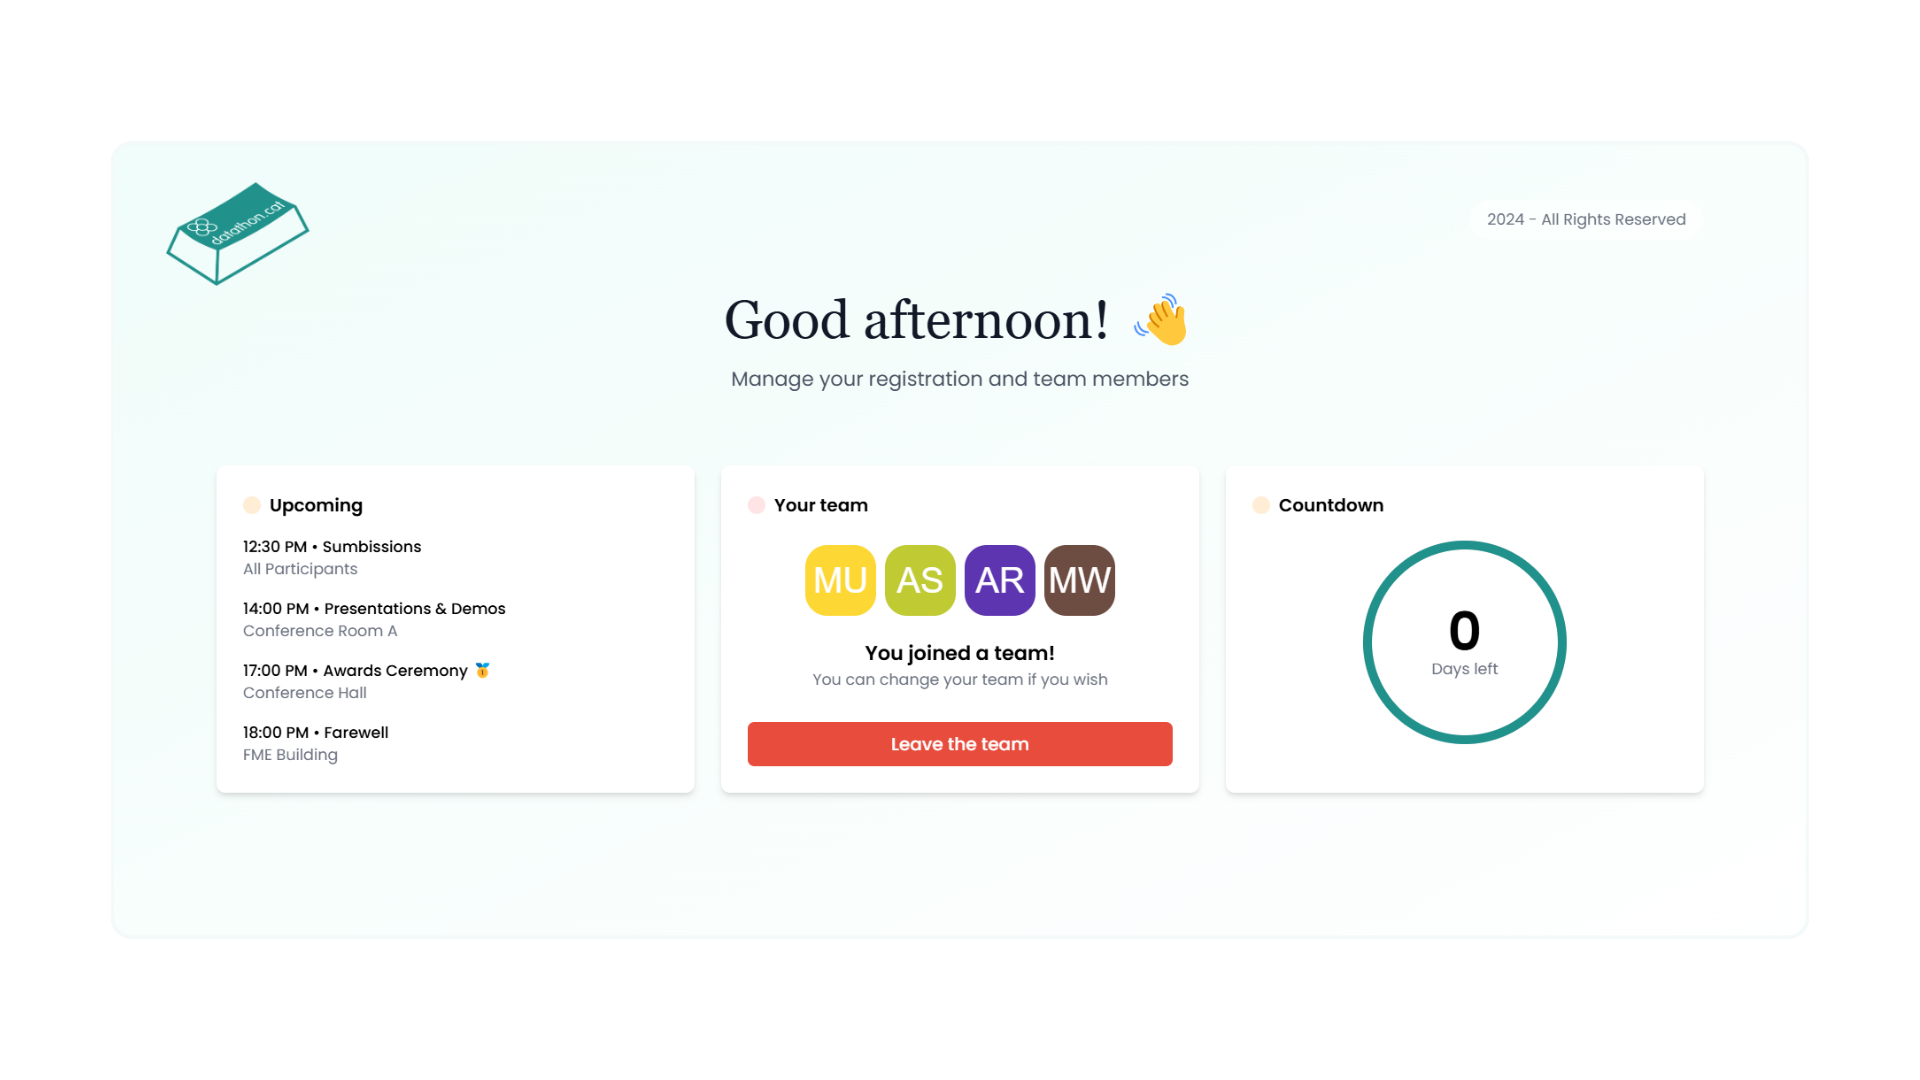 datathon.cat
2024 - All Rights Reserved
Good afternoon!
Manage your registration and team members
Upcoming
12:30 PM • Sumbissions
All Participants
14:00 PM • Presentations & Demos
Conference Room A
17:00 PM • Awards Ceremony 🏅
Conference Hall
18:00 PM • Farewell
FME Building
Your team
MU AS AR MW
You joined a team!
You can change your team if you wish
Leave the team
Countdown
0
Days left